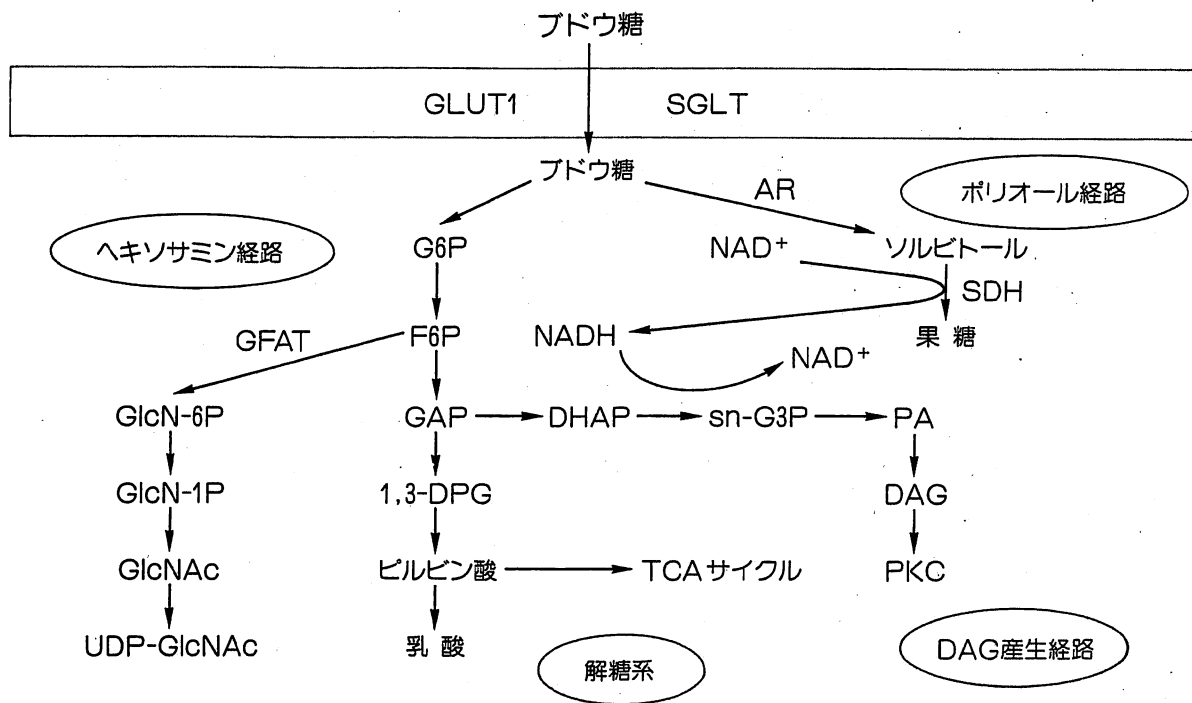 ブドウ糖
GLUT1 SGLT
ブドウ糖
AR
ポリオール経路
ヘキソサミン経路
G6P
NAD⁺
ソルビトール
SDH
GFAT
F6P
NADH
NAD⁺
果糖
GlcN-6P
GAP
DHAP
sn-G3P
PA
GlcN-1P
1,3-DPG
DAG
GlcNAc
ピルビン酸
TCAサイクル
PKC
UDP-GlcNAc
乳酸
解糖系
DAG産生経路